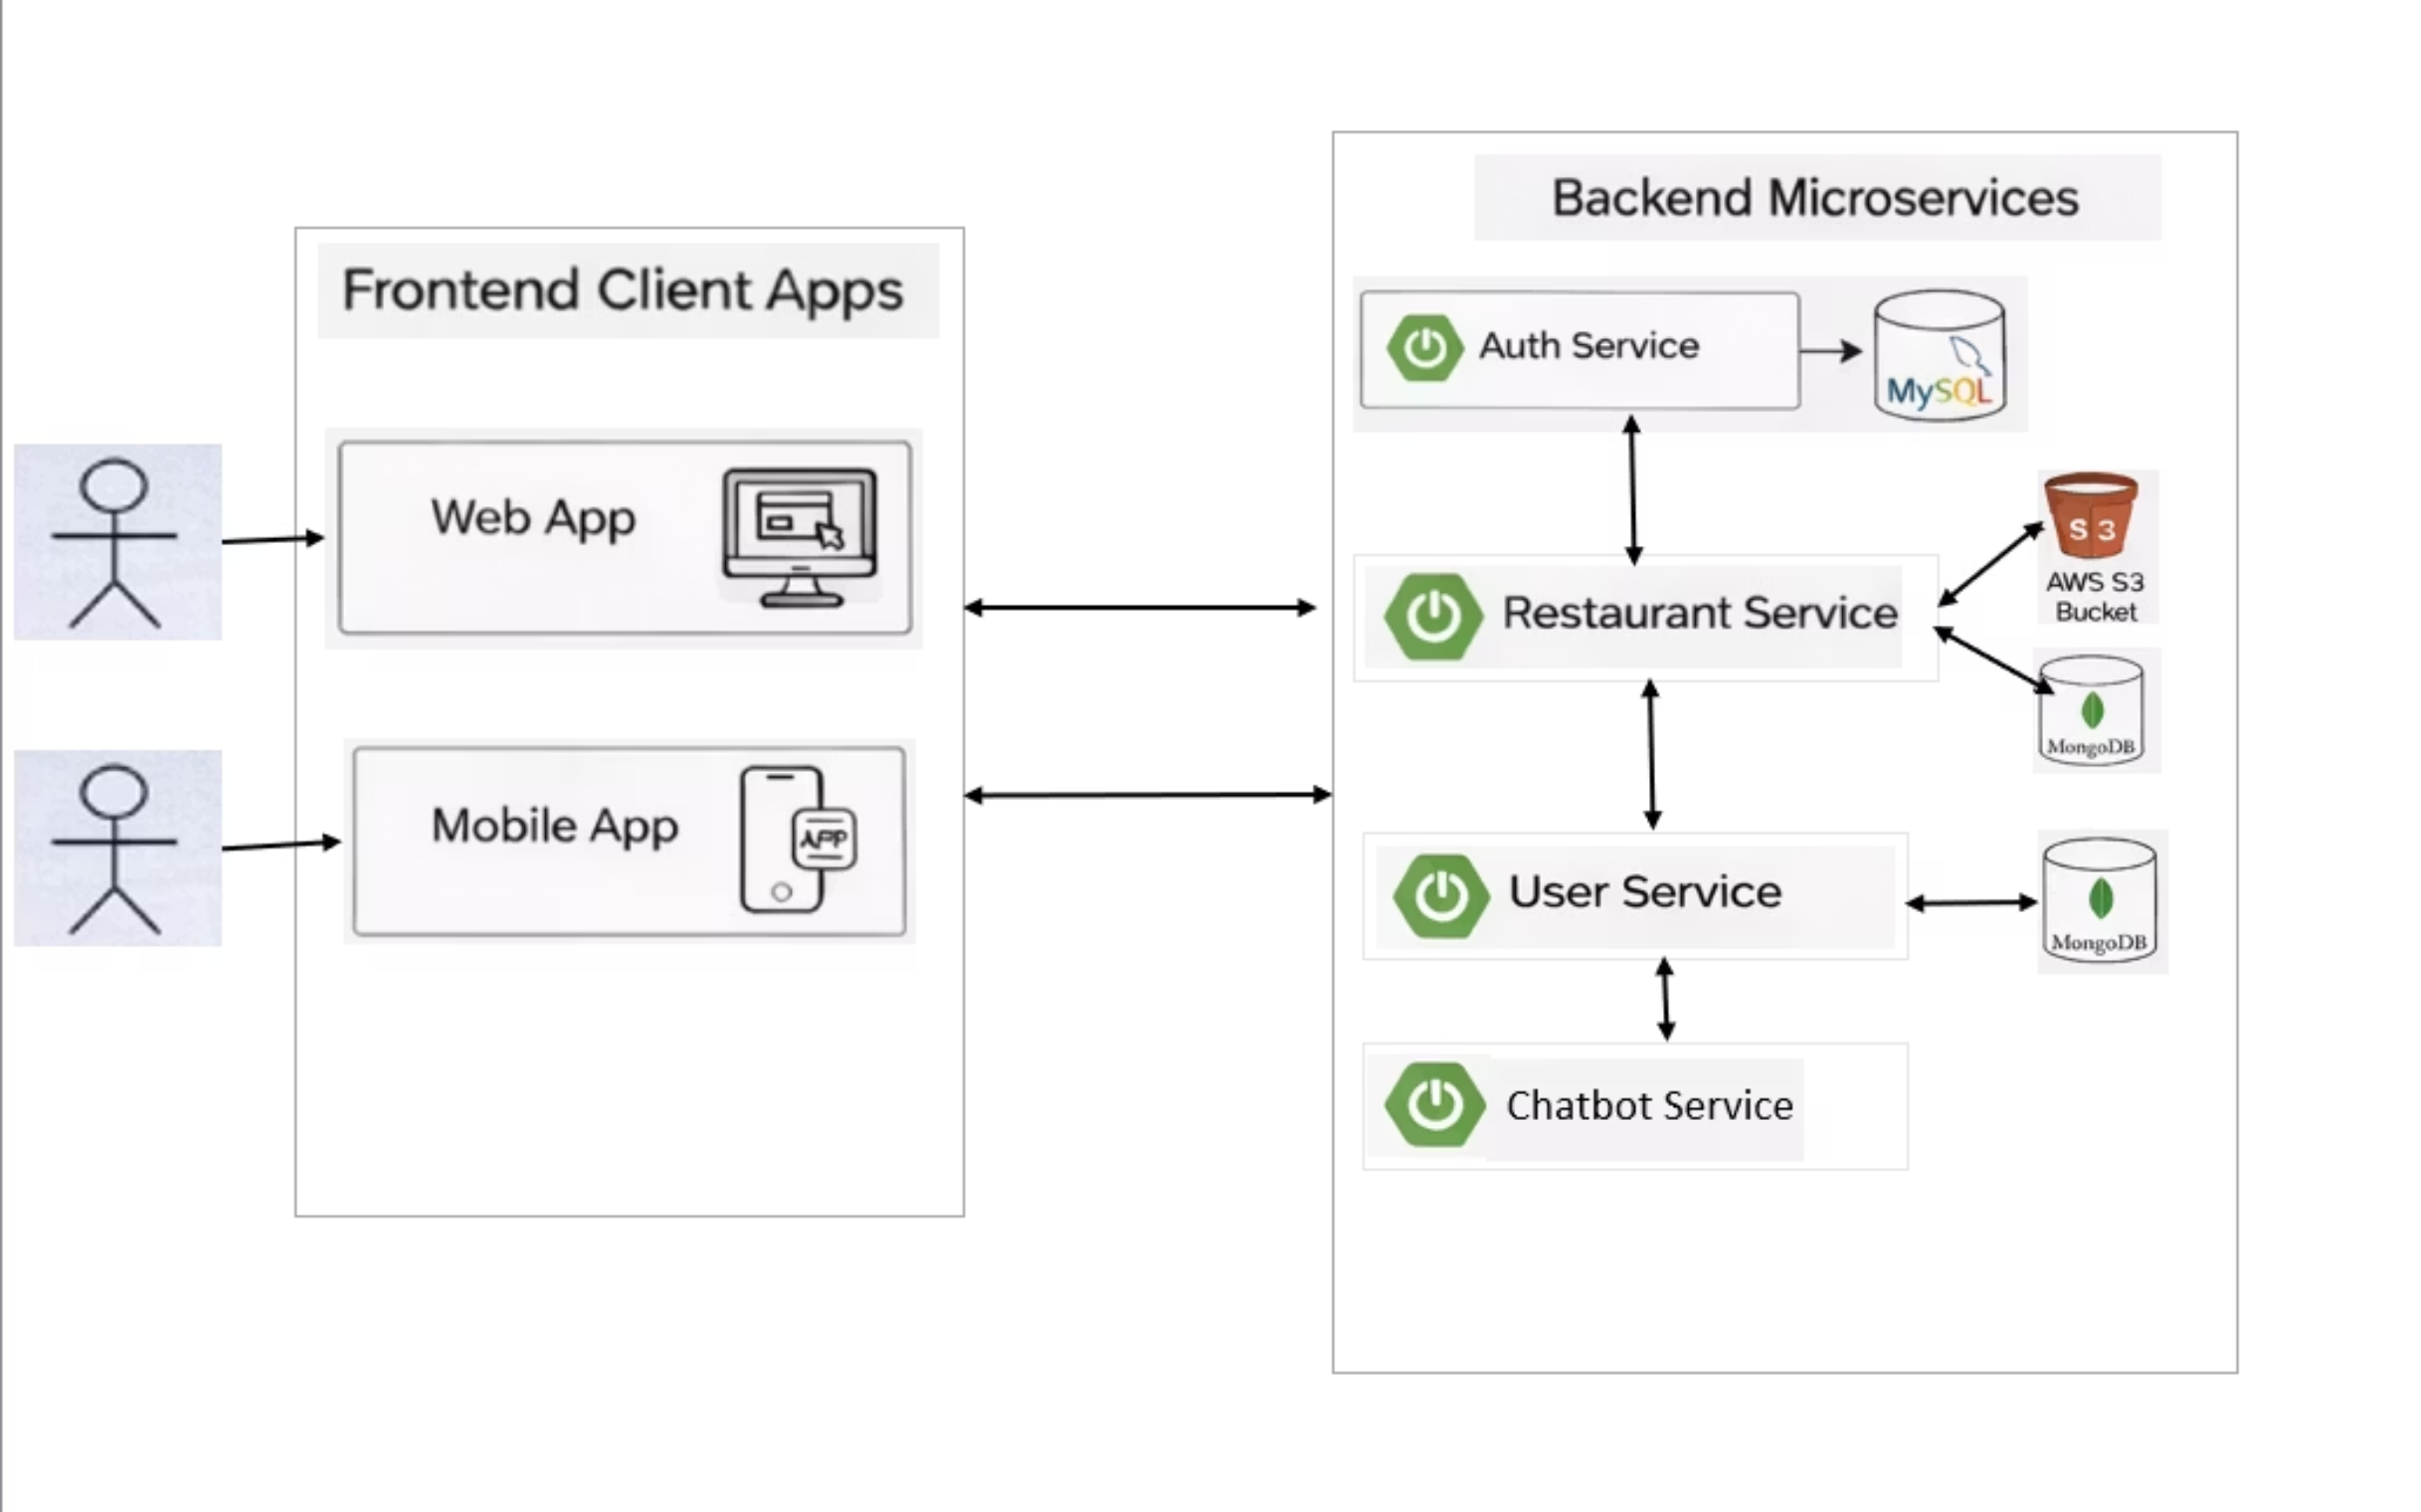 Frontend Client Apps
Web App
Mobile App
APP
Backend Microservices
Auth Service
MySQL
Restaurant Service
S 3
AWS S3
Bucket
MongoDB
User Service
MongoDB
Chatbot Service